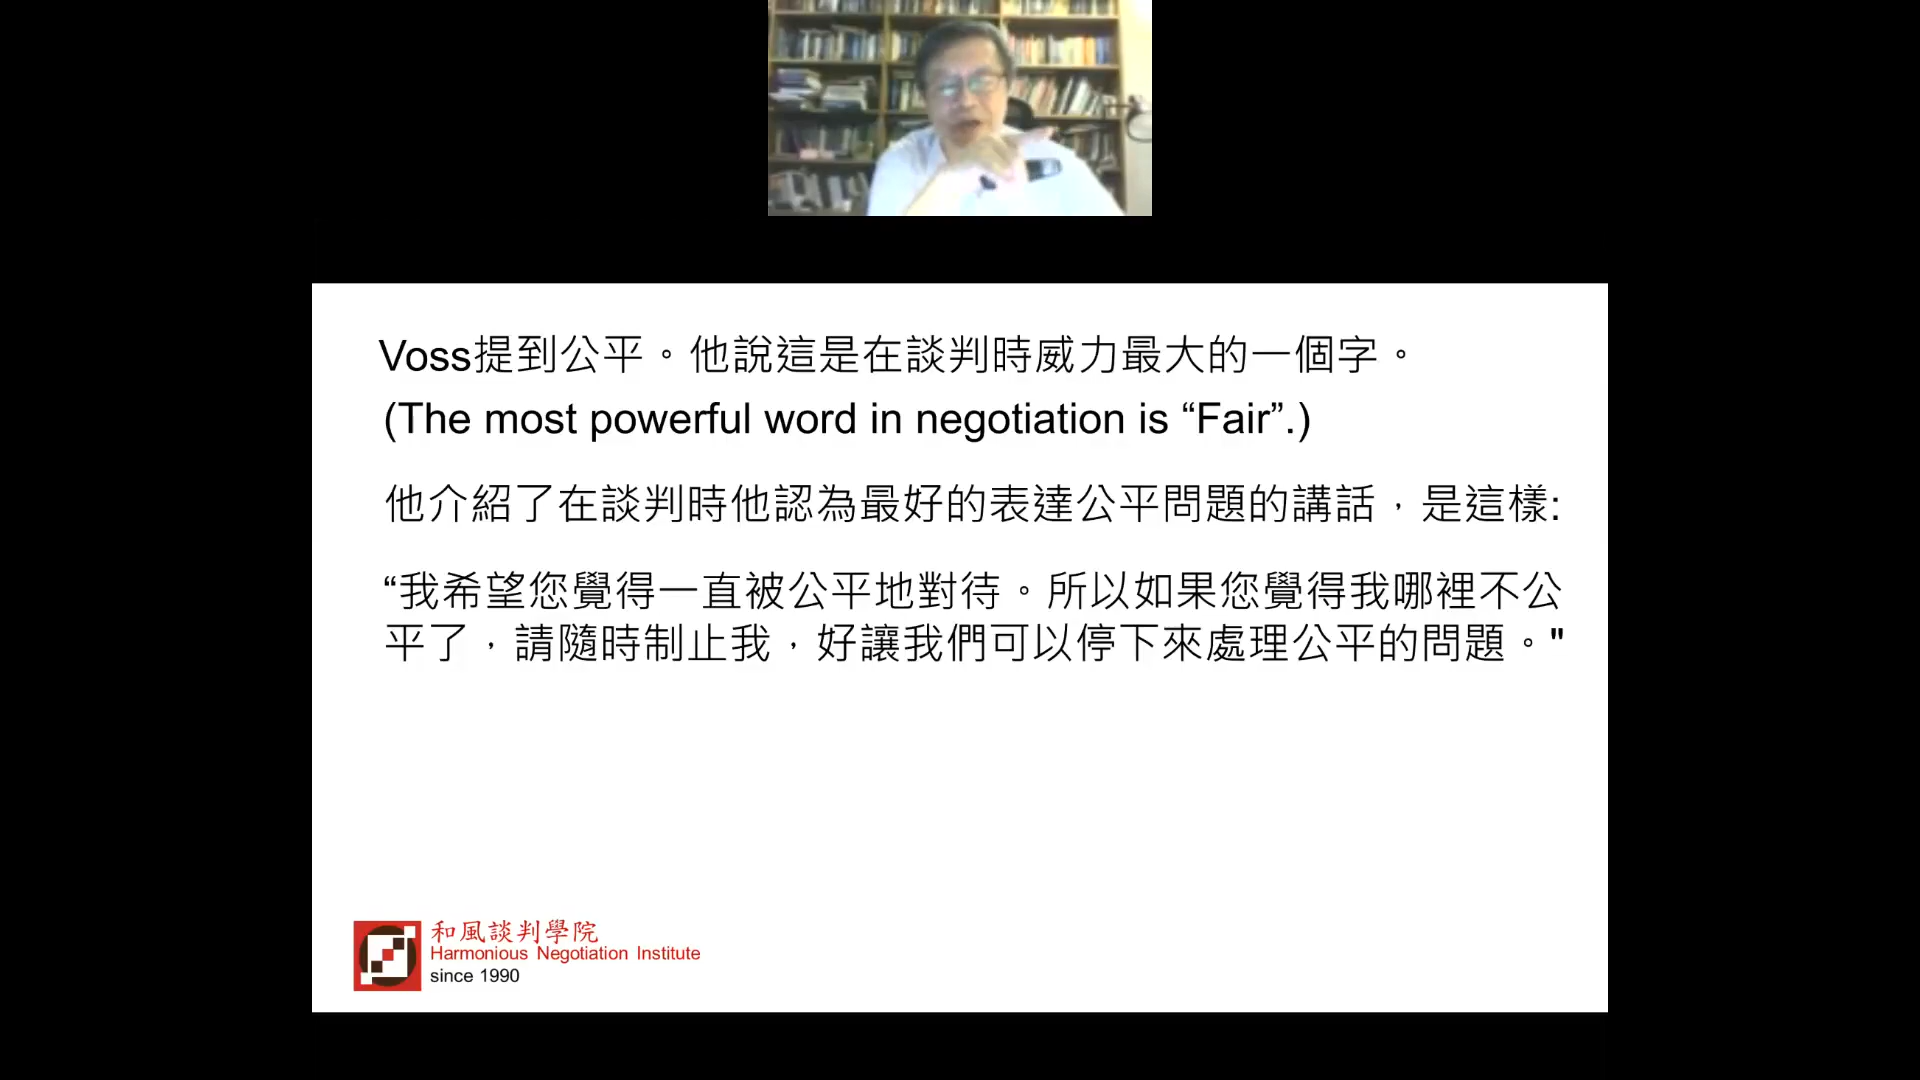 Voss提到公平。他說這是在談判時威力最大的一個字。
(The most powerful word in negotiation is “Fair”.)
他介紹了在談判時他認為最好的表達公平問題的講話，是這樣:
“我希望您覺得一直被公平地對待。所以如果您覺得我哪裡不公
平了，請隨時制止我，好讓我們可以停下來處理公平的問題。"
和風談判學院
Harmonious Negotiation Institute
since 1990